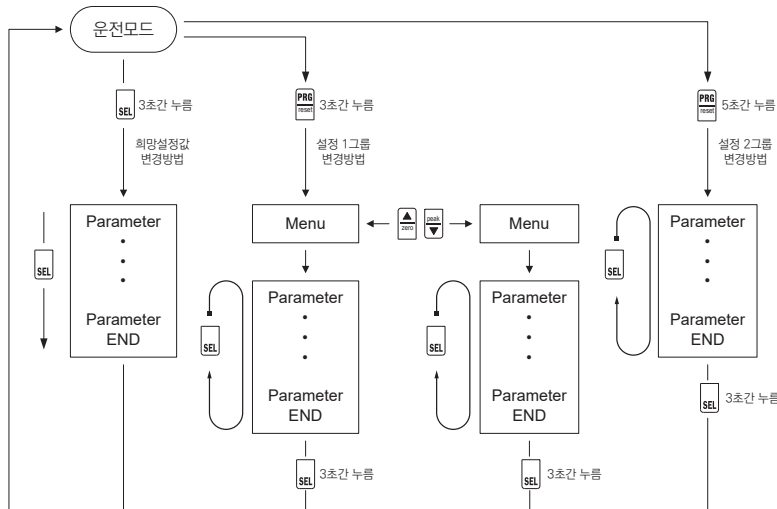 운전모드
SEL 3초간 누름
PRG reset 3초간 누름
PRG reset 5초간 누름
희망설정값
변경방법
설정 1그룹
변경방법
설정 2그룹
변경방법
Parameter
SEL
Parameter
END
Menu
▲ zero
peak ▼
Menu
Parameter
SEL
Parameter
END
Parameter
SEL
Parameter
END
Parameter
SEL
Parameter
END
SEL 3초간 누름
SEL 3초간 누름
SEL 3초간 누름